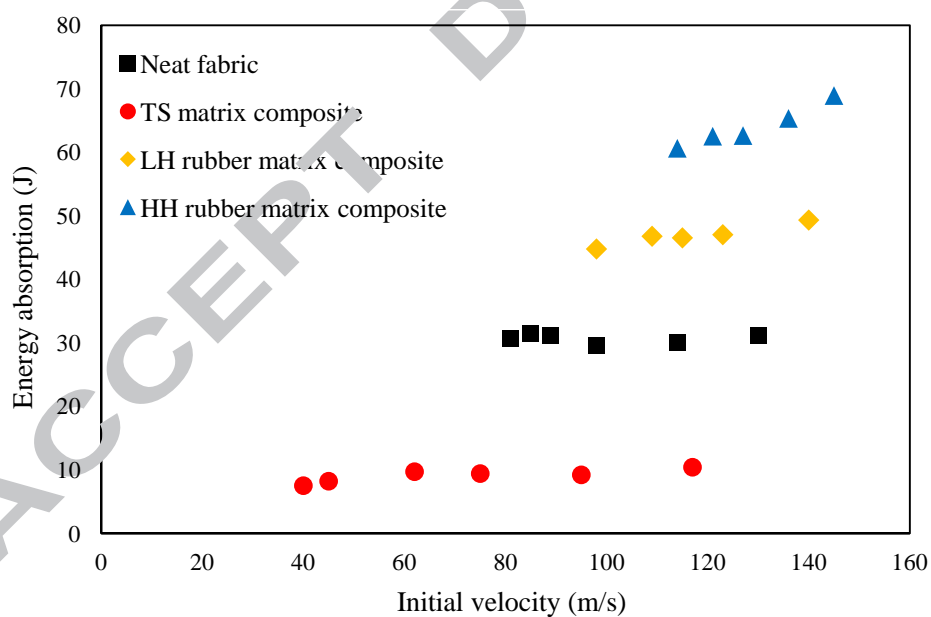 80
70
60
50
40
30
20
10
0
0 20 40 60 80 100 120 140 160
Energy absorption (J)
Initial velocity (m/s)
Neat fabric
TS matrix composite
LH rubber matrix composite
HH rubber matrix composite
ACCEPT D